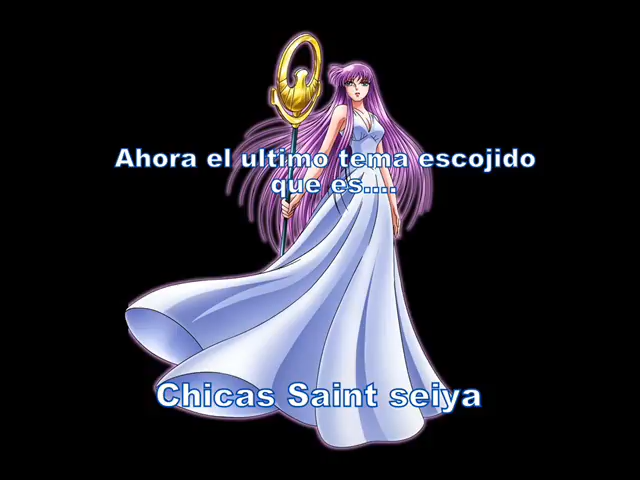 Ahora el ultimo tema escojido
que es....
Chicas Saint seiya